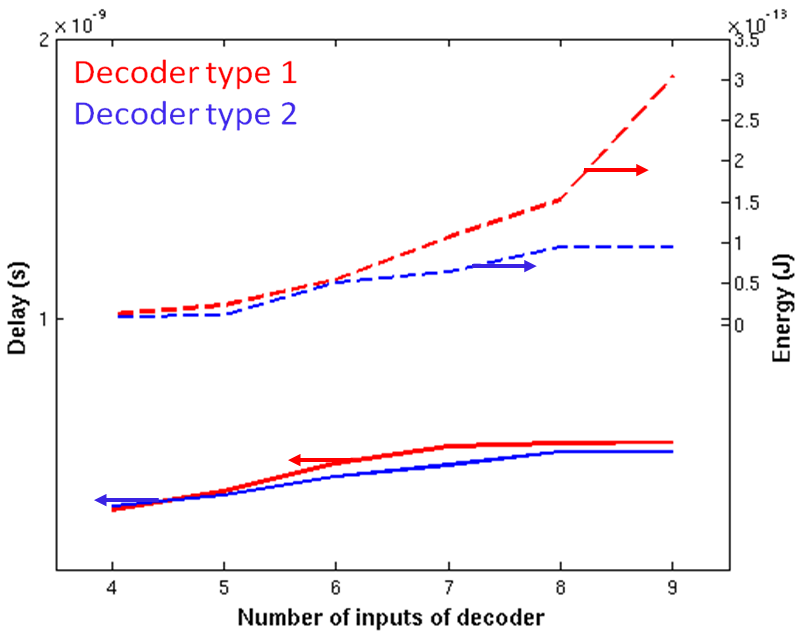 ×10⁻⁹
×10⁻¹³
2
3.5
Decoder type 1
3
Decoder type 2
2.5
2
1.5
Delay (s)
1
Energy (J)
0.5
1
0
4 5 6 7 8 9
Number of inputs of decoder